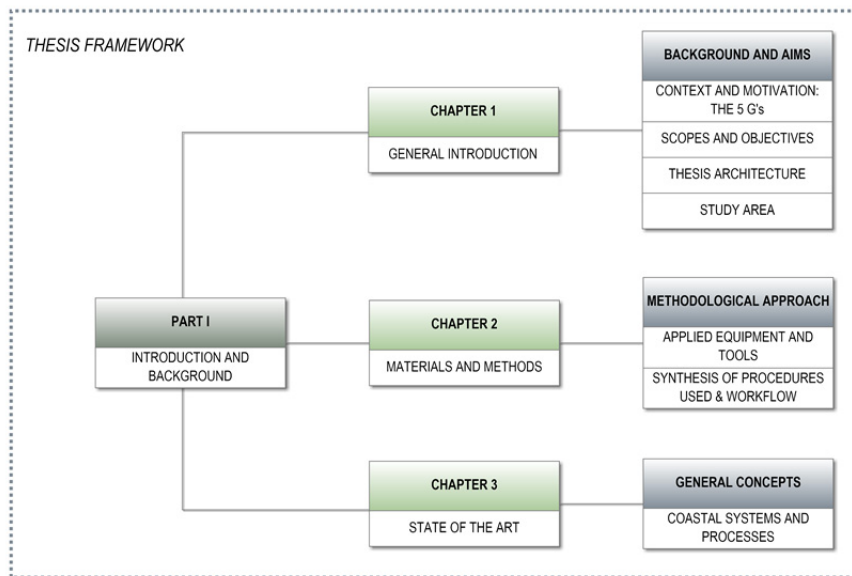 THESIS FRAMEWORK
PART I
INTRODUCTION AND
BACKGROUND
CHAPTER 1
GENERAL INTRODUCTION
BACKGROUND AND AIMS
CONTEXT AND MOTIVATION:
THE 5 G's
SCOPES AND OBJECTIVES
THESIS ARCHITECTURE
STUDY AREA
CHAPTER 2
MATERIALS AND METHODS
METHODOLOGICAL APPROACH
APPLIED EQUIPMENT AND
TOOLS
SYNTHESIS OF PROCEDURES
USED & WORKFLOW
CHAPTER 3
STATE OF THE ART
GENERAL CONCEPTS
COASTAL SYSTEMS AND
PROCESSES